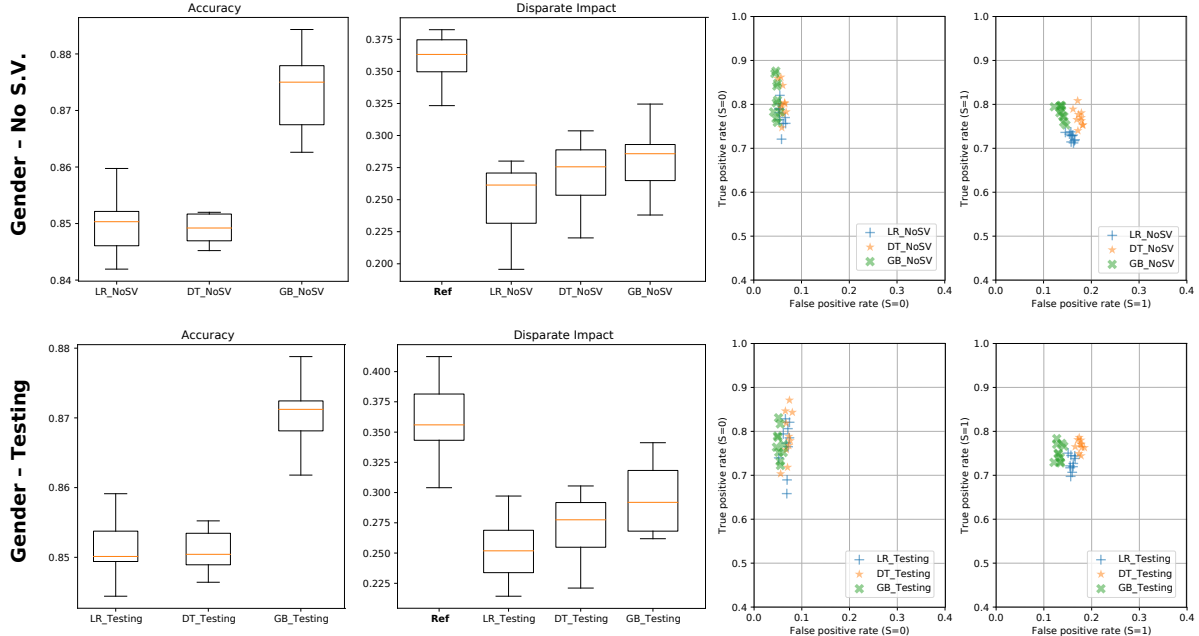 Gender – No S.V.
Accuracy
0.88
0.87
0.86
0.85
0.84
LR_NoSV DT_NoSV GB_NoSV
Disparate Impact
0.375
0.350
0.325
0.300
0.275
0.250
0.225
0.200
Ref LR_NoSV DT_NoSV GB_NoSV
True positive rate (S=0)
1.0
0.9
0.8
0.7
0.6
0.5
0.4
LR_NoSV
DT_NoSV
GB_NoSV
0.0 0.1 0.2 0.3 0.4
False positive rate (S=0)
True positive rate (S=1)
1.0
0.9
0.8
0.7
0.6
0.5
0.4
LR_NoSV
DT_NoSV
GB_NoSV
0.0 0.1 0.2 0.3 0.4
False positive rate (S=1)
Gender – Testing
Accuracy
0.88
0.87
0.86
0.85
LR_Testing DT_Testing GB_Testing
Disparate Impact
0.400
0.375
0.350
0.325
0.300
0.275
0.250
0.225
Ref LR_Testing DT_Testing GB_Testing
True positive rate (S=0)
1.0
0.9
0.8
0.7
0.6
0.5
0.4
LR_Testing
DT_Testing
GB_Testing
0.0 0.1 0.2 0.3 0.4
False positive rate (S=0)
True positive rate (S=1)
1.0
0.9
0.8
0.7
0.6
0.5
0.4
LR_Testing
DT_Testing
GB_Testing
0.0 0.1 0.2 0.3 0.4
False positive rate (S=1)